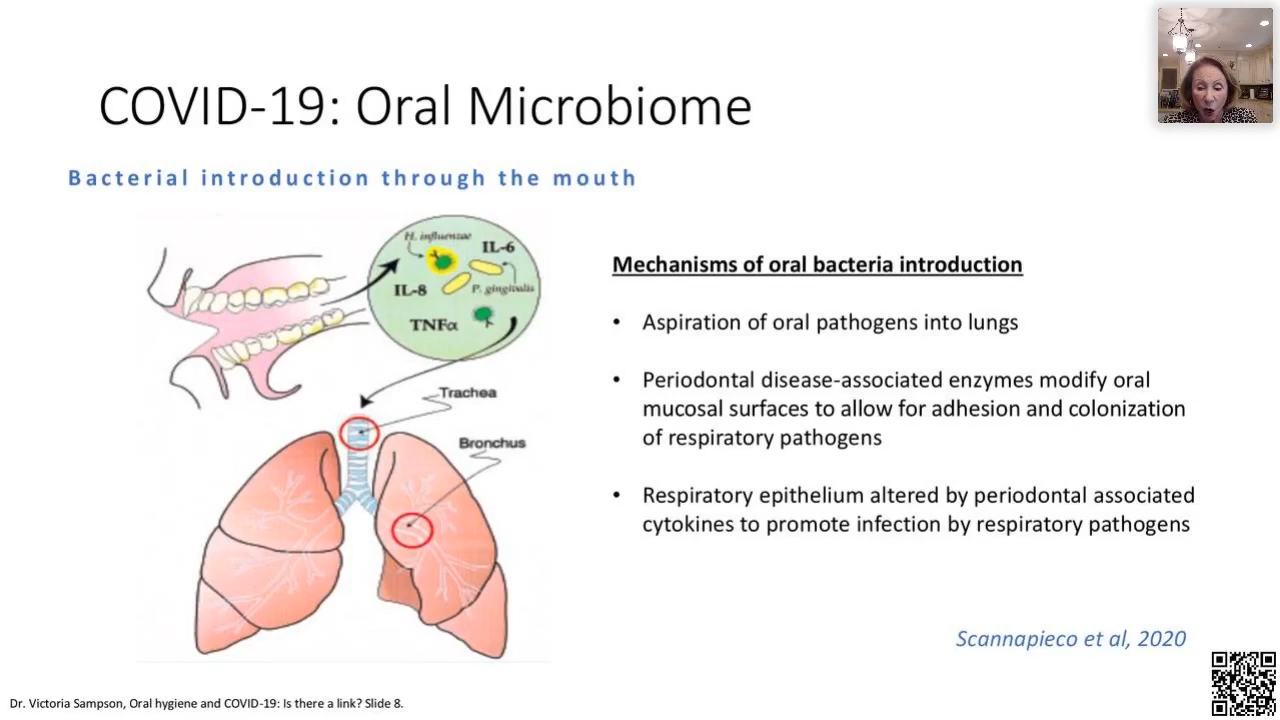 COVID-19: Oral Microbiome
Bacterial introduction through the mouth
H. influenzae
IL-6
IL-8
P. gingivalis
TNFα
Trachea
Bronchus
Mechanisms of oral bacteria introduction
• Aspiration of oral pathogens into lungs
• Periodontal disease-associated enzymes modify oral
mucosal surfaces to allow for adhesion and colonization
of respiratory pathogens
• Respiratory epithelium altered by periodontal associated
cytokines to promote infection by respiratory pathogens
Scannapieco et al, 2020
Dr. Victoria Sampson, Oral hygiene and COVID-19: Is there a link? Slide 8.